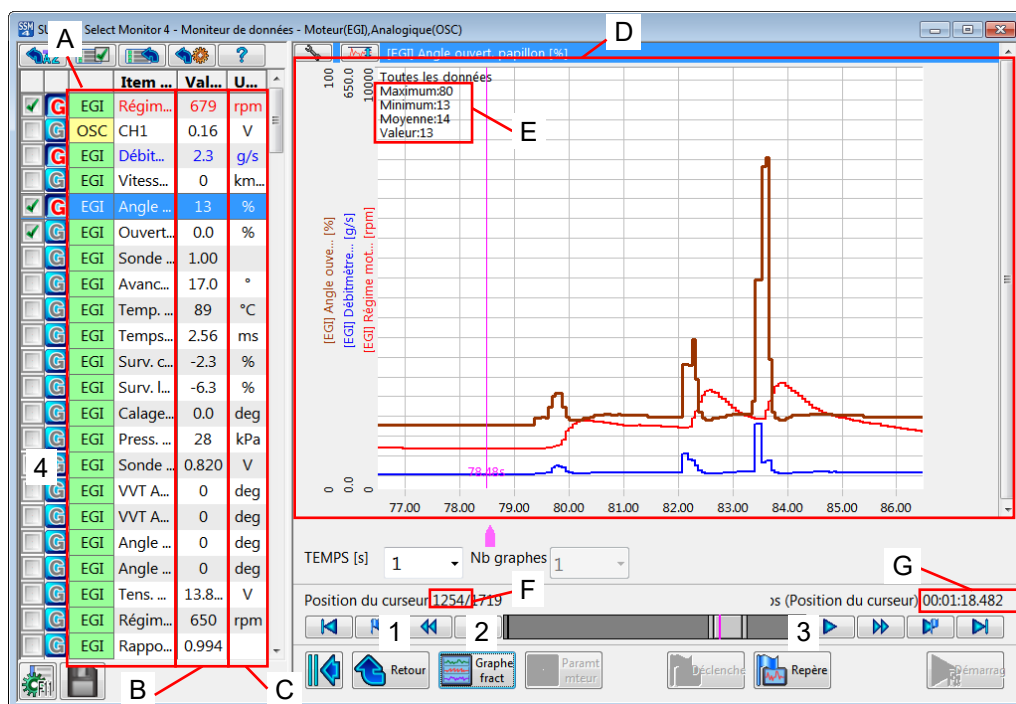 SU Select Monitor 4 - Moniteur de données - Moteur(EGI),Analogique(OSC)
A
D
?
[EGI] Angle ouvert. papillon [%]
Item ... Val... U...
G EGI Régim... 679 rpm
G OSC CH1 0.16 V
G EGI Débit... 2.3 g/s
G EGI Vitess... 0 km...
G EGI Angle ... 13 %
G EGI Ouvert... 0.0 %
G EGI Sonde ... 1.00
G EGI Avanc... 17.0 °
G EGI Temp. ... 89 °C
G EGI Temps... 2.56 ms
G EGI Surv. c... -2.3 %
G EGI Surv. l... -6.3 %
G EGI Calage... 0.0 deg
G EGI Press. ... 28 kPa
4 EGI Sonde ... 0.820 V
G EGI VVT A... 0 deg
G EGI VVT A... 0 deg
G EGI Angle ... 0 deg
G EGI Angle ... 0 deg
G EGI Tens. ... 13.8... V
G EGI Régim... 650 rpm
G EGI Rappo... 0.994
100 650.0 10000
Toutes les données
Maximum:80
Minimum:13
Moyenne:14
Valeur:13
E
[EGI] Angle ouve... [%]
[EGI] Débitmètre... [g/s]
[EGI] Régime mot... [rpm]
0 0.0 0
78.48s
77.00 78.00 79.00 80.00 81.00 82.00 83.00 84.00 85.00 86.00
TEMPS [s] 1 Nb graphes 1
F
G
Position du curseur 1254/1719 (Position du curseur) 00:01:18.482
1 2 3
Retour
Graphe
fract
Paramt
mteur
Déclenche
Repère
Démarrag
B C